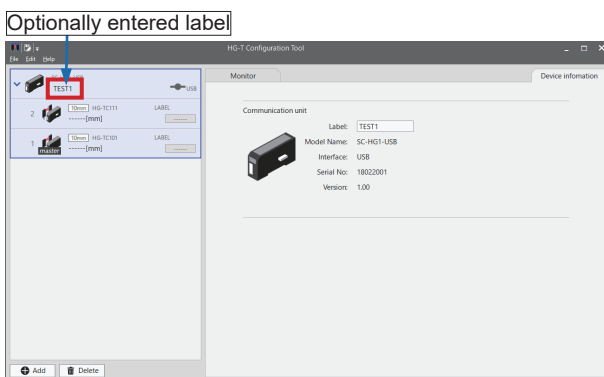 Optionally entered label
HG-T Configuration Tool
File Edit Help
TEST1
USB
2 10mm HG-TC111 LABEL
------[mm] ------
1 10mm HG-TC101 LABEL
master ------[mm] ------
Add Delete
Monitor
Device infomation
Communication unit
Label: TEST1
Model Name: SC-HG1-USB
Interface: USB
Serial No: 18022001
Version: 1.00